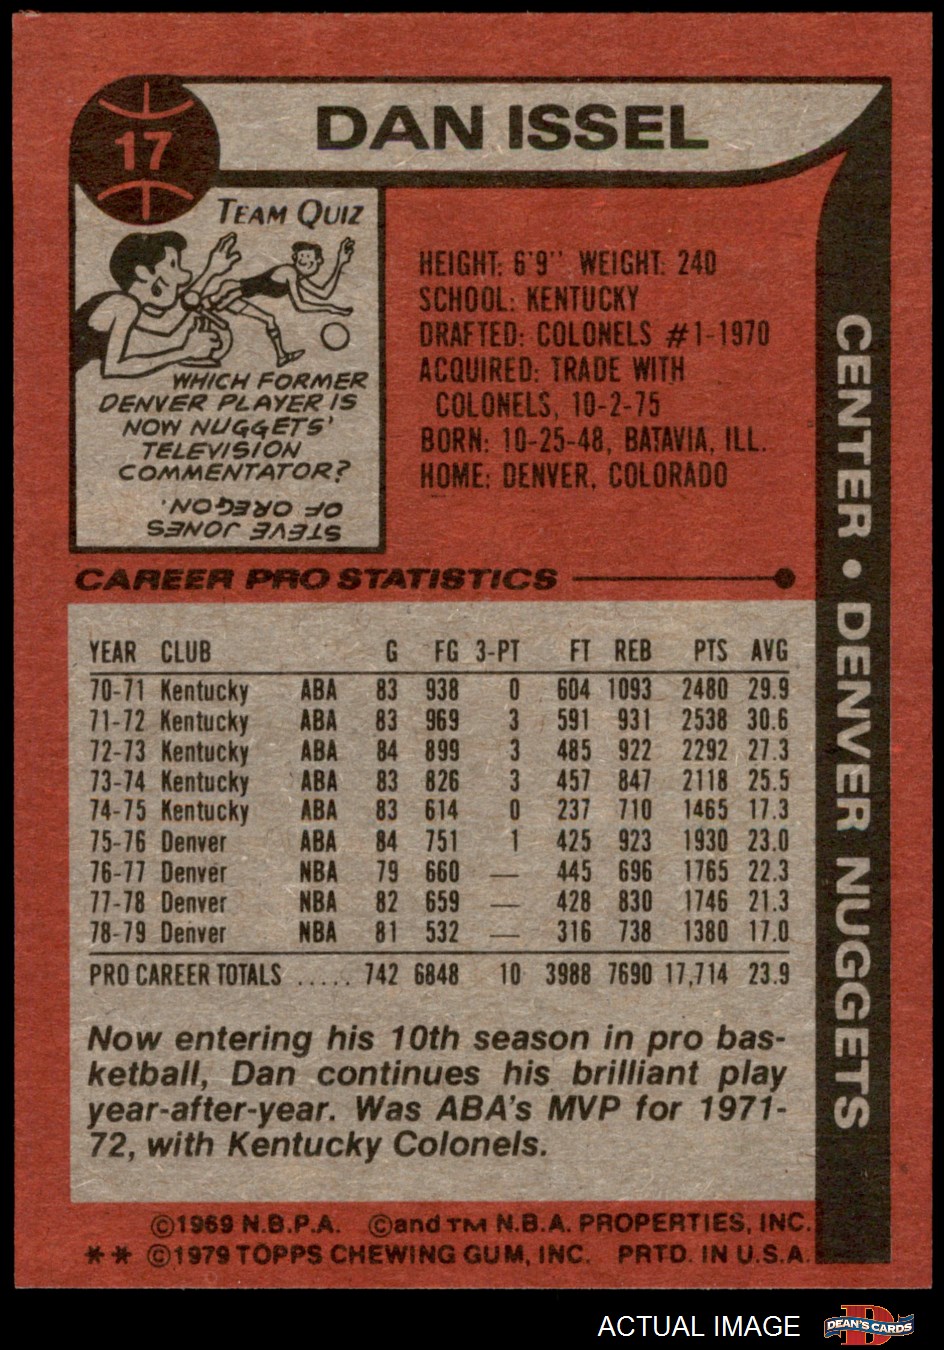 17
DAN ISSEL
TEAM QUIZ
WHICH FORMER
DENVER PLAYER IS
NOW NUGGETS'
TELEVISION
COMMENTATOR?
STEVE JONES
OF OREGON.
HEIGHT: 6'9" WEIGHT: 240
SCHOOL: KENTUCKY
DRAFTED: COLONELS #1-1970
ACQUIRED: TRADE WITH
COLONELS, 10-2-75
BORN: 10-25-48, BATAVIA, ILL.
HOME: DENVER, COLORADO
CENTER • DENVER NUGGETS
CAREER PRO STATISTICS
YEAR CLUB G FG 3-PT FT REB PTS AVG
70-71 Kentucky ABA 83 938 0 604 1093 2480 29.9
71-72 Kentucky ABA 83 969 3 591 931 2538 30.6
72-73 Kentucky ABA 84 899 3 485 922 2292 27.3
73-74 Kentucky ABA 83 826 3 457 847 2118 25.5
74-75 Kentucky ABA 83 614 0 237 710 1465 17.3
75-76 Denver ABA 84 751 1 425 923 1930 23.0
76-77 Denver NBA 79 660 — 445 696 1765 22.3
77-78 Denver NBA 82 659 — 428 830 1746 21.3
78-79 Denver NBA 81 532 — 316 738 1380 17.0
PRO CAREER TOTALS ..... 742 6848 10 3988 7690 17,714 23.9
Now entering his 10th season in pro bas-
ketball, Dan continues his brilliant play
year-after-year. Was ABA's MVP for 1971-
72, with Kentucky Colonels.
©1969 N.B.P.A. ©and TM N.B.A. PROPERTIES, INC.
** ©1979 TOPPS CHEWING GUM, INC. PRTD. IN U.S.A.
ACTUAL IMAGE
D
DEAN'S CARDS